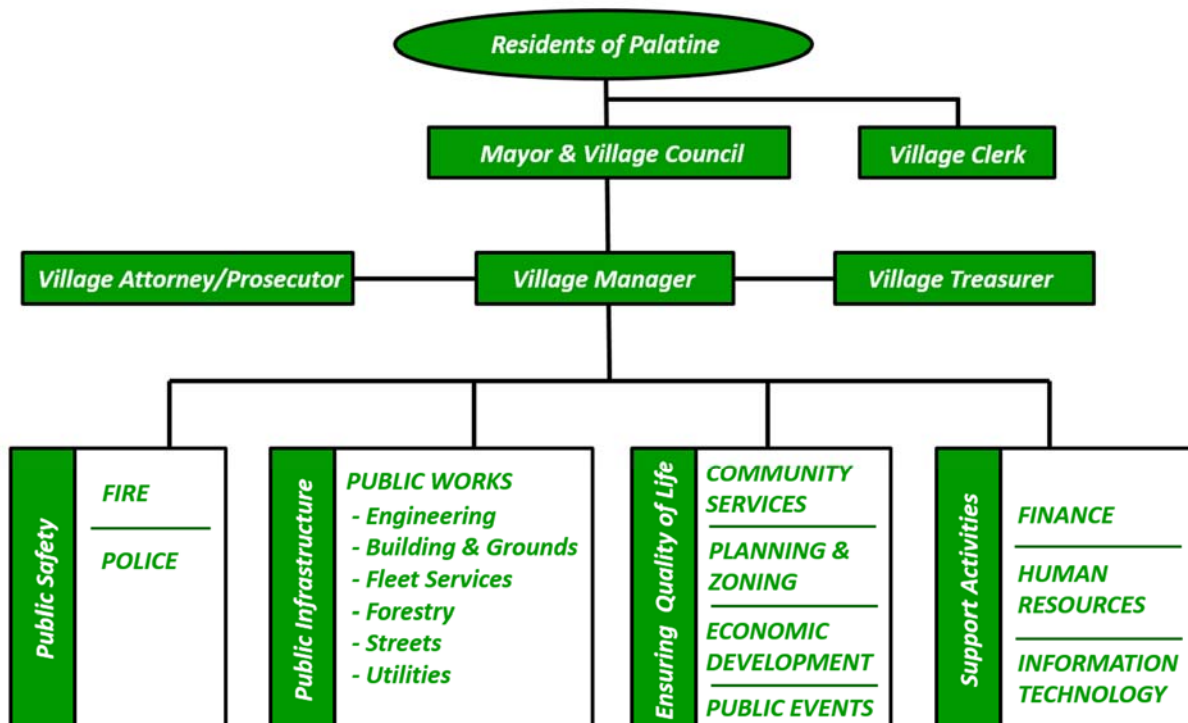 Residents of Palatine
Mayor & Village Council
Village Clerk
Village Attorney/Prosecutor
Village Manager
Village Treasurer
Public Safety
FIRE
POLICE
Public Infrastructure
PUBLIC WORKS
- Engineering
- Building & Grounds
- Fleet Services
- Forestry
- Streets
- Utilities
Ensuring Quality of Life
COMMUNITY
SERVICES
PLANNING &
ZONING
ECONOMIC
DEVELOPMENT
PUBLIC EVENTS
Support Activities
FINANCE
HUMAN
RESOURCES
INFORMATION
TECHNOLOGY